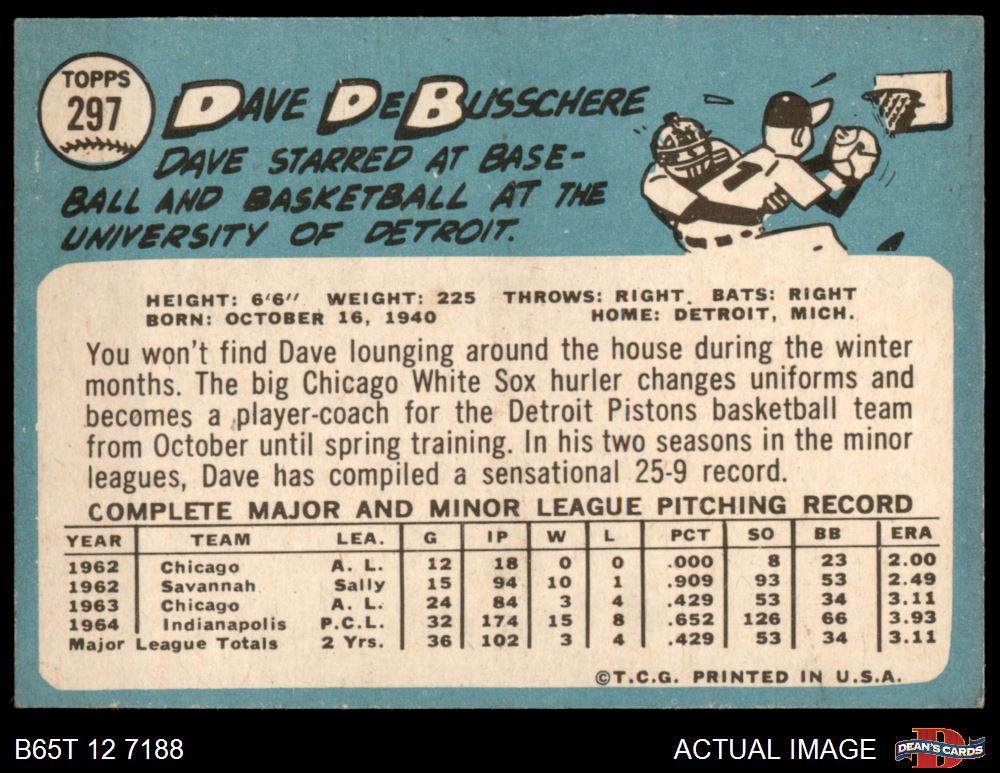 TOPPS
297
DAVE DEBUSSCHERE
DAVE STARRED AT BASE-
BALL AND BASKETBALL AT THE
UNIVERSITY OF DETROIT.
7
HEIGHT: 6'6" WEIGHT: 225 THROWS: RIGHT. BATS: RIGHT
BORN: OCTOBER 16, 1940 HOME: DETROIT, MICH.
You won't find Dave lounging around the house during the winter
months. The big Chicago White Sox hurler changes uniforms and
becomes a player-coach for the Detroit Pistons basketball team
from October until spring training. In his two seasons in the minor
leagues, Dave has compiled a sensational 25-9 record.
COMPLETE MAJOR AND MINOR LEAGUE PITCHING RECORD
YEAR TEAM LEA. G IP W L PCT SO BB ERA
1962 Chicago A. L. 12 18 0 0 .000 8 23 2.00
1962 Savannah Sally 15 94 10 1 .909 93 53 2.49
1963 Chicago A. L. 24 84 3 4 .429 53 34 3.11
1964 Indianapolis P.C.L. 32 174 15 8 .652 126 66 3.93
Major League Totals 2 Yrs. 36 102 3 4 .429 53 34 3.11
©T.C.G. PRINTED IN U.S.A.
B65T 12 7188 ACTUAL IMAGE D DEAN'S CARDS